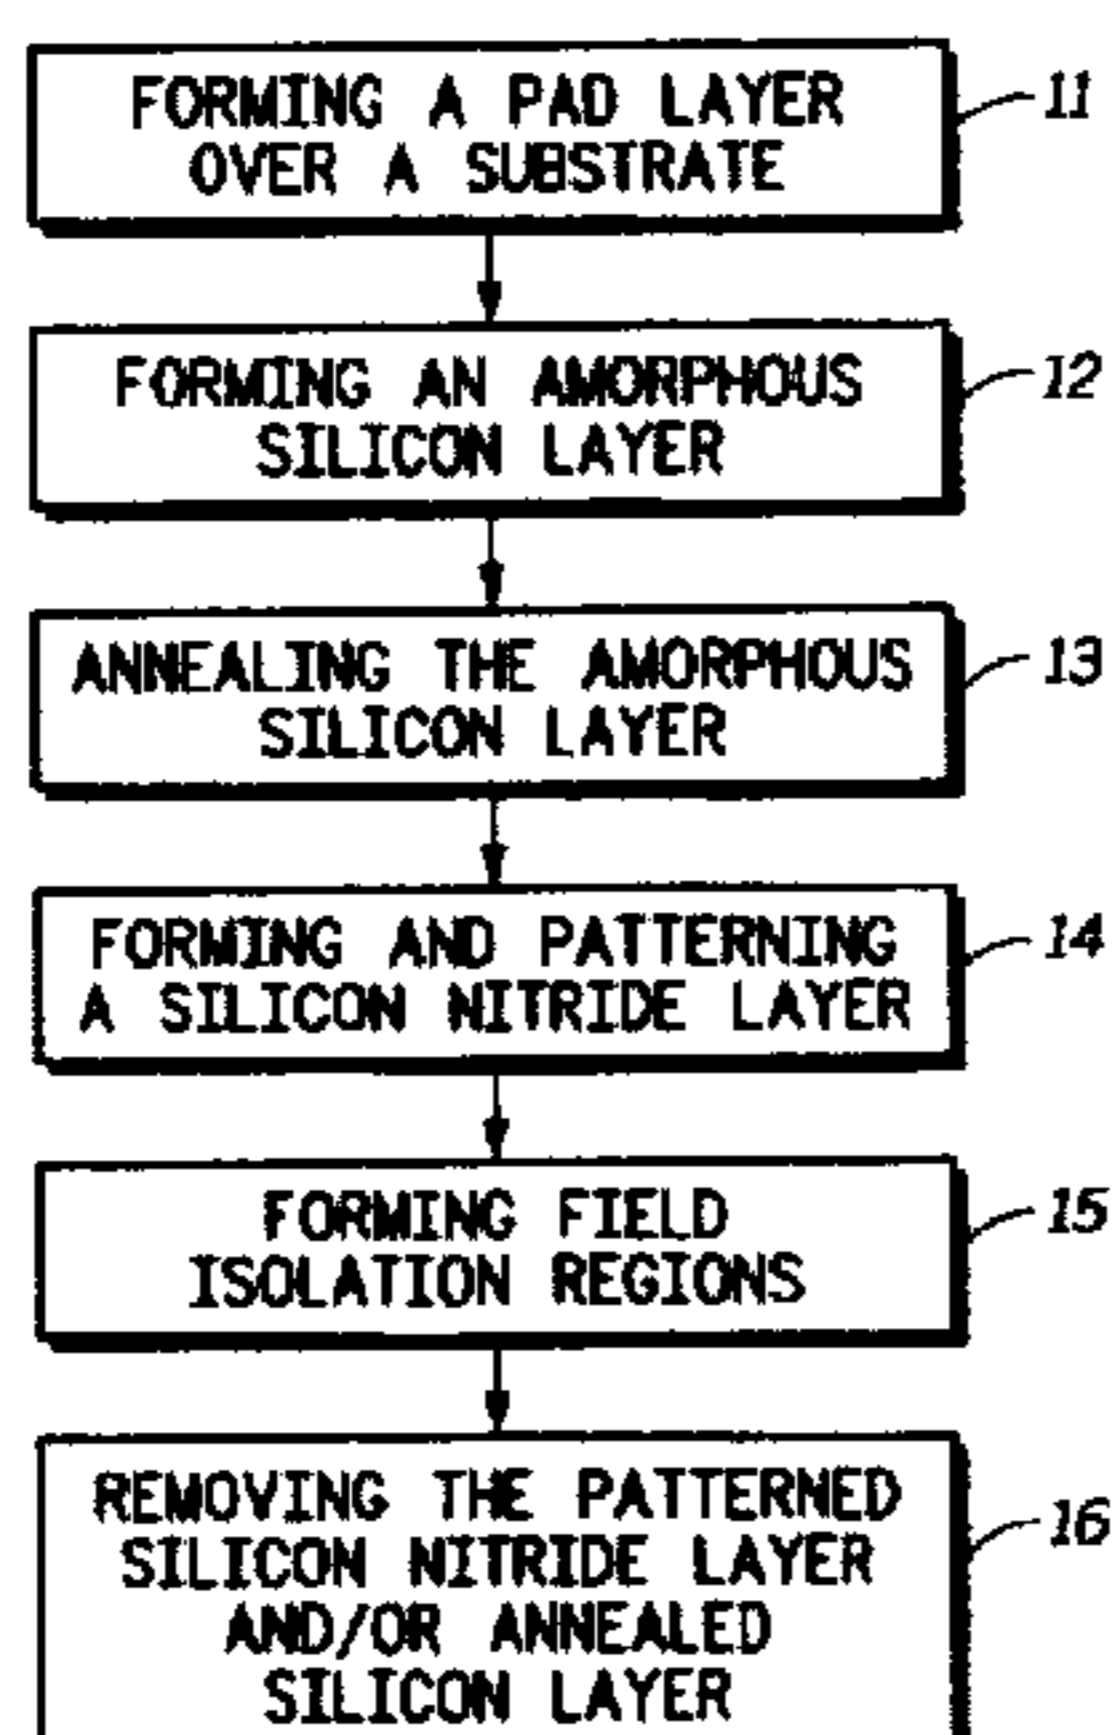 FORMING A PAD LAYER
OVER A SUBSTRATE
11
FORMING AN AMORPHOUS
SILICON LAYER
12
ANNEALING THE AMORPHOUS
SILICON LAYER
13
FORMING AND PATTERNING
A SILICON NITRIDE LAYER
14
FORMING FIELD
ISOLATION REGIONS
15
REMOVING THE PATTERNED
SILICON NITRIDE LAYER
AND/OR ANNEALED
SILICON LAYER
16